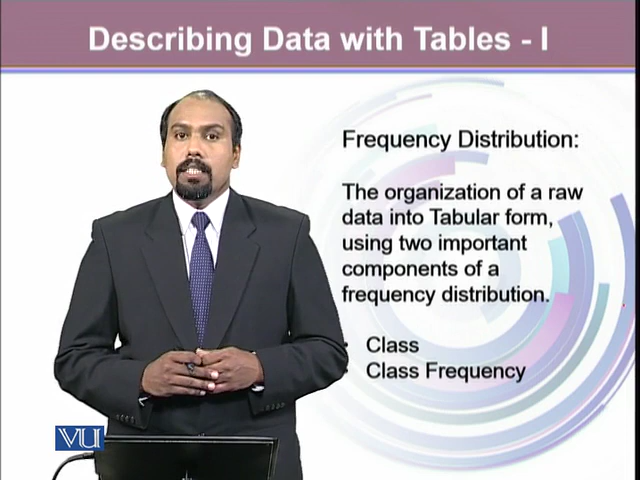 Describing Data with Tables - I
Frequency Distribution:
The organization of a raw
data into Tabular form,
using two important
components of a
frequency distribution.
Class
Class Frequency
VU